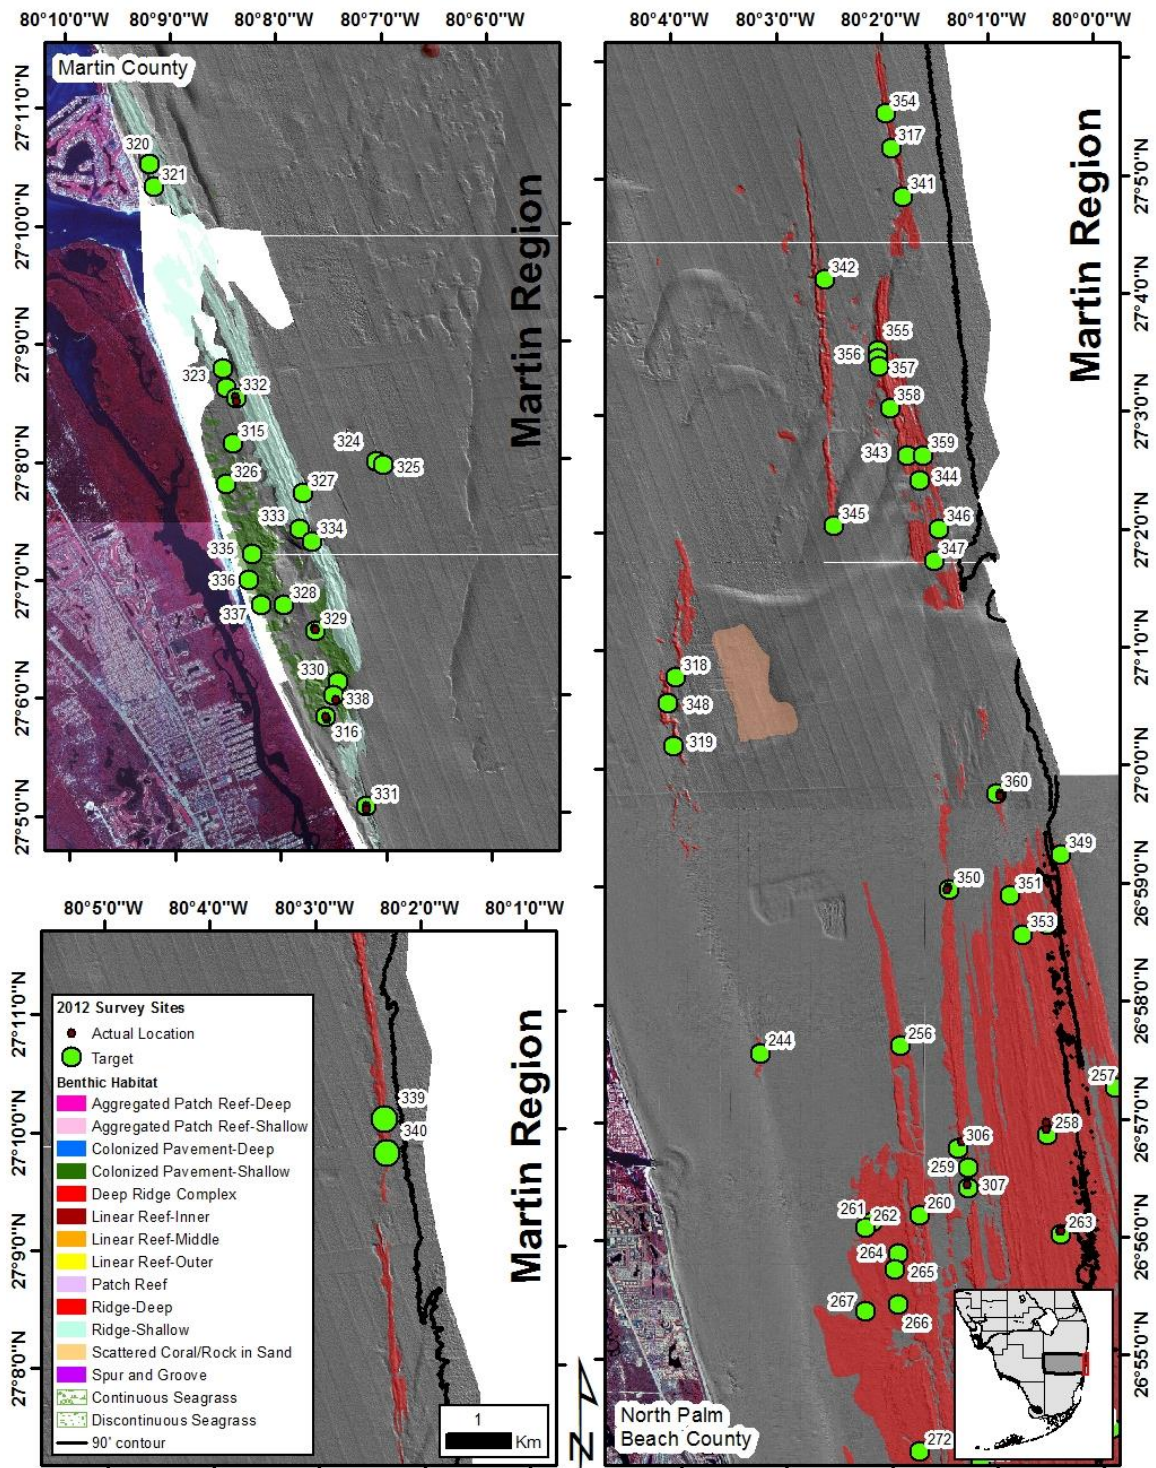 80°10'0"W 80°9'0"W 80°8'0"W 80°7'0"W 80°6'0"W
Martin County
27°11'0"N
27°10'0"N
27°9'0"N
27°8'0"N
27°7'0"N
27°6'0"N
27°5'0"N
Martin Region
320
321
323
332
315
324
325
326
327
333
334
335
336
337
328
329
330
338
316
331
80°5'0"W 80°4'0"W 80°3'0"W 80°2'0"W 80°1'0"W
27°11'0"N
27°10'0"N
27°9'0"N
27°8'0"N
Martin Region
339
340
2012 Survey Sites
Actual Location
Target
Benthic Habitat
Aggregated Patch Reef-Deep
Aggregated Patch Reef-Shallow
Colonized Pavement-Deep
Colonized Pavement-Shallow
Deep Ridge Complex
Linear Reef-Inner
Linear Reef-Middle
Linear Reef-Outer
Patch Reef
Ridge-Deep
Ridge-Shallow
Scattered Coral/Rock in Sand
Spur and Groove
Continuous Seagrass
Discontinuous Seagrass
90' contour
1
Km
N
80°4'0"W 80°3'0"W 80°2'0"W 80°1'0"W 80°0'0"W
27°5'0"N
27°4'0"N
27°3'0"N
27°2'0"N
27°1'0"N
27°0'0"N
26°59'0"N
26°58'0"N
26°57'0"N
26°56'0"N
26°55'0"N
Martin Region
354
317
341
342
355
356
357
358
343
359
344
345
346
347
318
348
319
360
349
350
351
353
244
256
257
258
306
259
307
260
261
262
263
264
265
266
267
272
North Palm
Beach County